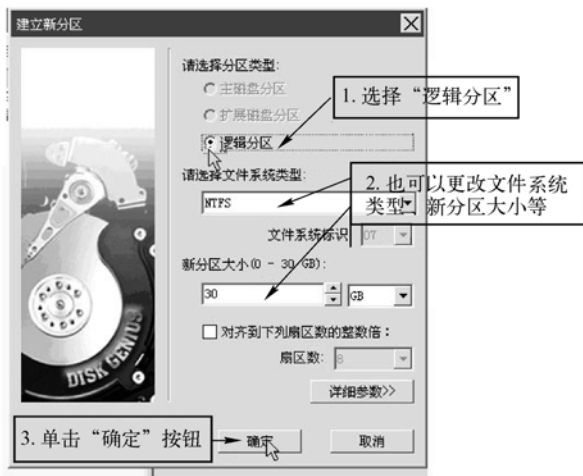 建立新分区
请选择分区类型:
主磁盘分区
扩展磁盘分区
逻辑分区
1. 选择“逻辑分区”
请选择文件系统类型:
NTFS
2. 也可以更改文件系统
类型、新分区大小等
文件系统标识 07
新分区大小(0 - 30 GB):
30 GB
对齐到下列扇区数的整数倍:
扇区数: 8
DISK GENIUS
详细参数>>
3. 单击“确定”按钮
确定 取消